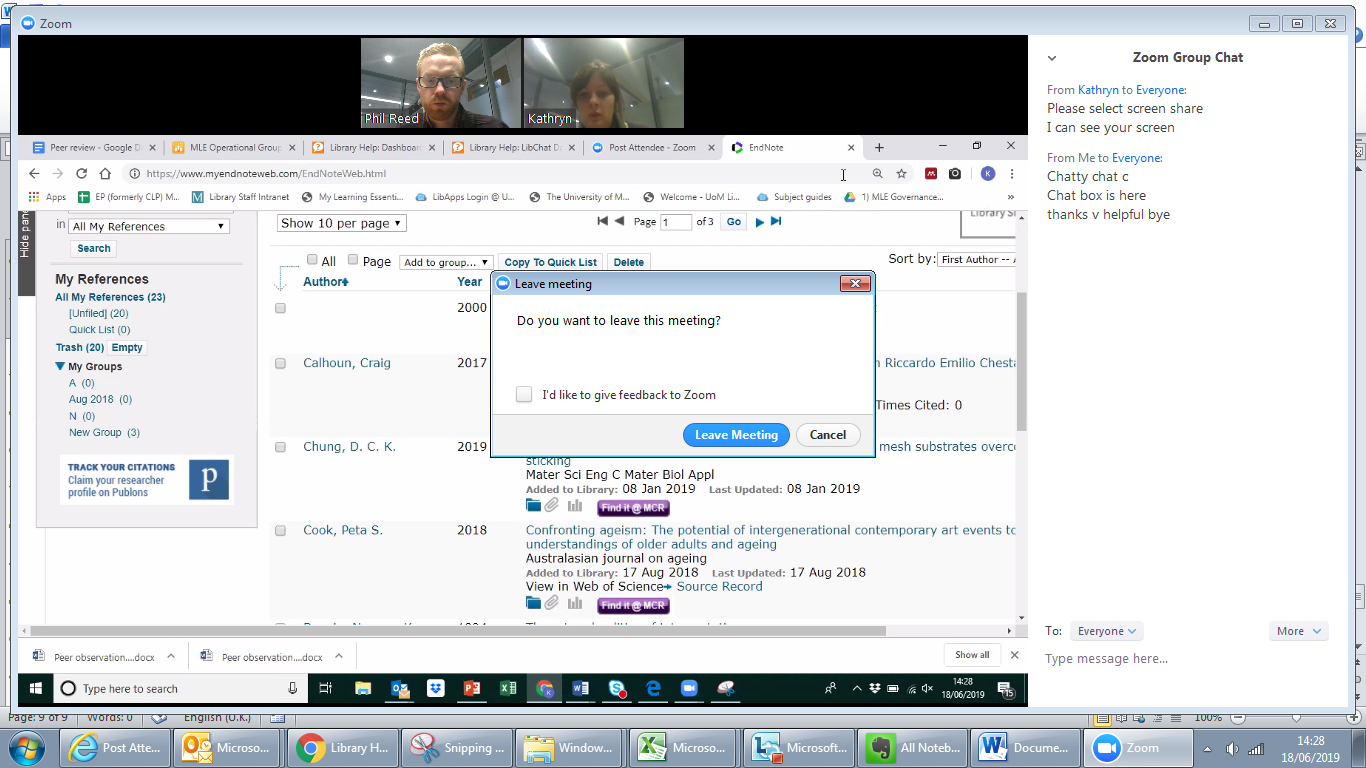 Zoom
Phil Reed
Kathryn
Peer review - Google D
MLE Operational Group
Library Help: Dashboar
Library Help: LibChat D
Post Attendee - Zoom
EndNote
https://www.myendnoteweb.com/EndNoteWeb.html
K
Apps
EP (formerly CLP) M...
Library Staff Intranet
My Learning Essenti...
LibApps Login @ U...
The University of M...
Welcome - UoM Li...
Subject guides
1) MLE Governance...
Hide pan
in All My References
Search
My References
All My References (23)
[Unfiled] (20)
Quick List (0)
Trash (20) Empty
My Groups
A (0)
Aug 2018 (0)
N (0)
New Group (3)
TRACK YOUR CITATIONS
Claim your researcher
profile on Publons
p
Show 10 per page
Page 1 of 3 Go
Library S
All Page Add to group... Copy To Quick List Delete
Sort by: First Author --
Author Year
2000
Calhoun, Craig 2017
n Riccardo Emilio Chesta
Times Cited: 0
Chung, D. C. K. 2019
mesh substrates overco
sticking
Mater Sci Eng C Mater Biol Appl
Added to Library: 08 Jan 2019 Last Updated: 08 Jan 2019
Find it @ MCR
Cook, Peta S. 2018
Confronting ageism: The potential of intergenerational contemporary art events to
understandings of older adults and ageing
Australasian journal on ageing
Added to Library: 17 Aug 2018 Last Updated: 17 Aug 2018
View in Web of Science Source Record
Find it @ MCR
Leave meeting
Do you want to leave this meeting?
I'd like to give feedback to Zoom
Leave Meeting Cancel
Peer observation....docx
Peer observation....docx
Show all
Type here to search
14:28
18/06/2019
15
Zoom Group Chat
From Kathryn to Everyone:
Please select screen share
I can see your screen
From Me to Everyone:
Chatty chat c
Chat box is here
thanks v helpful bye
To: Everyone More
Type message here...
Page: 9 of 9 Words: 0 English (U.K.) 100%
Post Atte...
Microso...
Library H...
Snipping ...
Window...
Microso...
Microsoft...
All Noteb...
Docume...
Zoom
14:28
18/06/2019